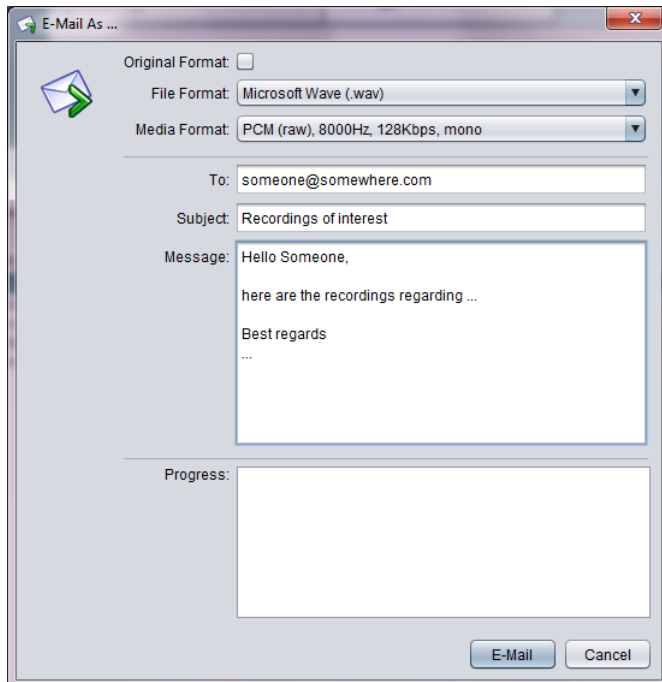 E-Mail As ...
Original Format:
File Format: Microsoft Wave (.wav)
Media Format: PCM (raw), 8000Hz, 128Kbps, mono
To: someone@somewhere.com
Subject: Recordings of interest
Message: Hello Someone,
here are the recordings regarding ...
Best regards
...
Progress:
E-Mail Cancel